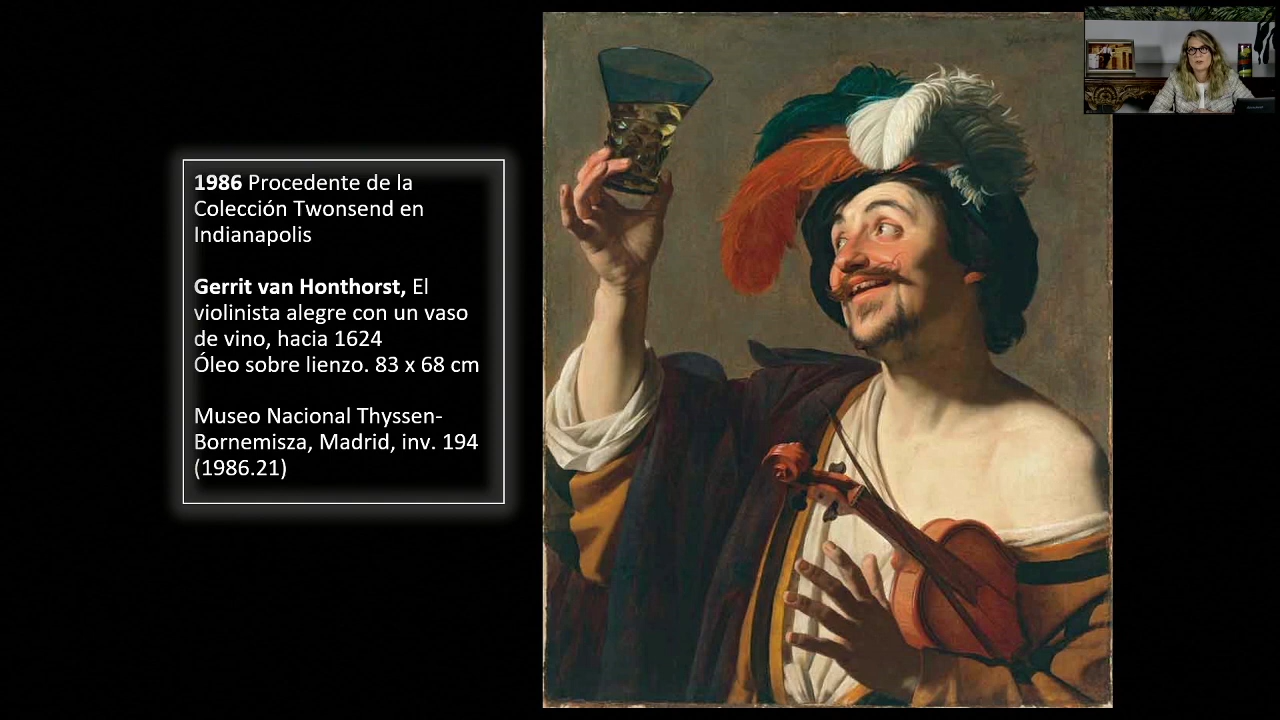 1986 Procedente de la
Colección Twonsend en
Indianapolis
Gerrit van Honthorst, El
violinista alegre con un vaso
de vino, hacia 1624
Óleo sobre lienzo. 83 x 68 cm
Museo Nacional Thyssen-
Bornemisza, Madrid, inv. 194
(1986.21)